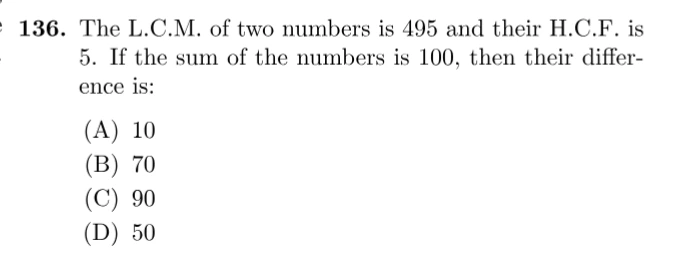 136. The L.C.M. of two numbers is 495 and their H.C.F. is
5. If the sum of the numbers is 100, then their differ-
ence is:
(A) 10
(B) 70
(C) 90
(D) 50